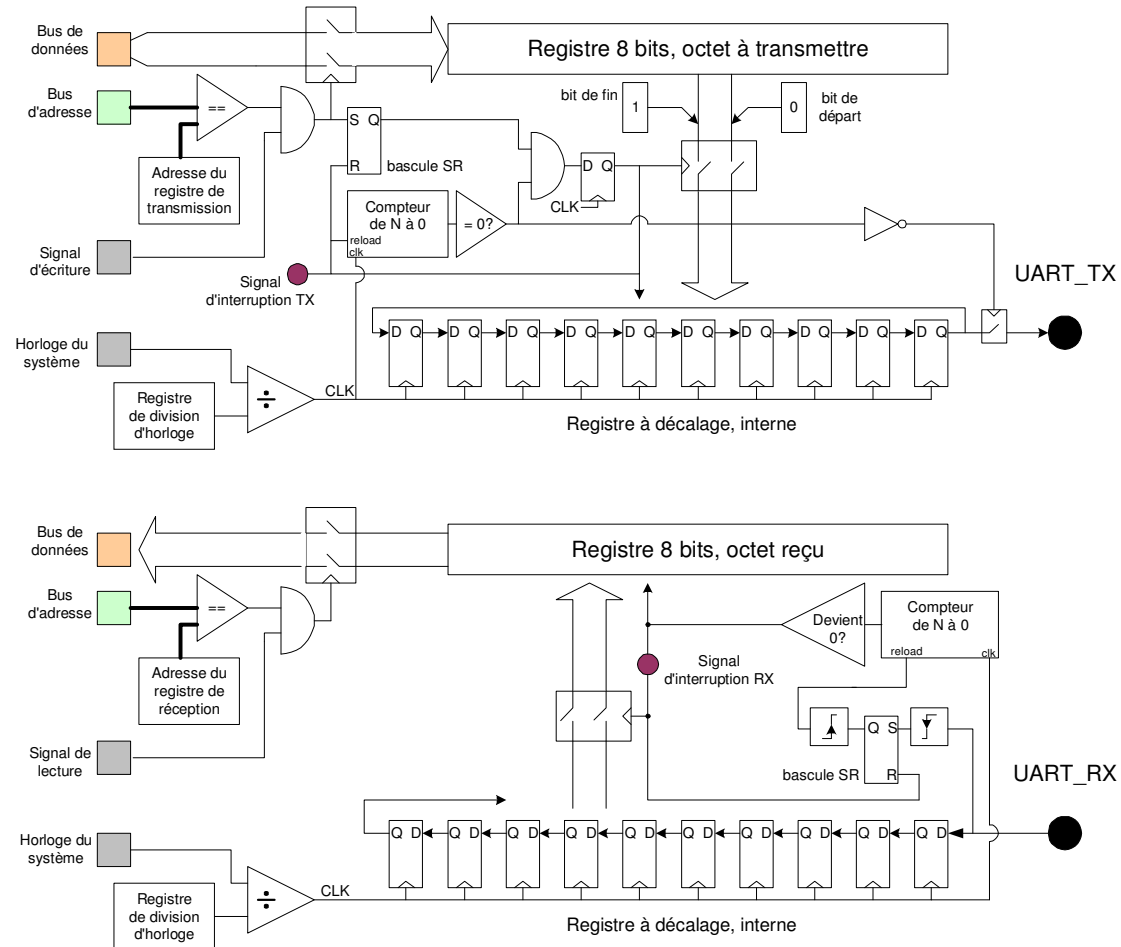 Bus de
données
Registre 8 bits, octet à transmettre
Bus
d'adresse
==
bit de fin
1
0
bit de
départ
S Q
R
bascule SR
D Q
CLK
Adresse du
registre de
transmission
Compteur
de N à 0
reload
clk
= 0?
Signal
d'écriture
Signal
d'interruption TX
UART_TX
Horloge du
système
D Q D Q D Q D Q D Q D Q D Q D Q D Q D Q
Registre
de division
d'horloge
÷
CLK
Registre à décalage, interne
Bus de
données
Registre 8 bits, octet reçu
Bus
d'adresse
==
Devient
0?
Compteur
de N à 0
reload
clk
Adresse du
registre de
réception
Signal
d'interruption RX
Q S
R
bascule SR
Signal de
lecture
UART_RX
Horloge du
système
Q D Q D Q D Q D Q D Q D Q D Q D Q D Q D
Registre
de division
d'horloge
÷
CLK
Registre à décalage, interne